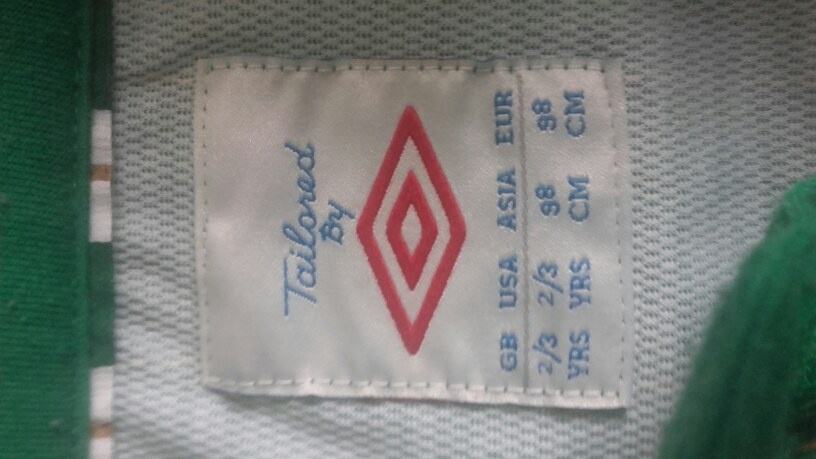 Tailored
By
GB USA ASIA EUR
2/3 2/3 98 98
YRS YRS CM CM